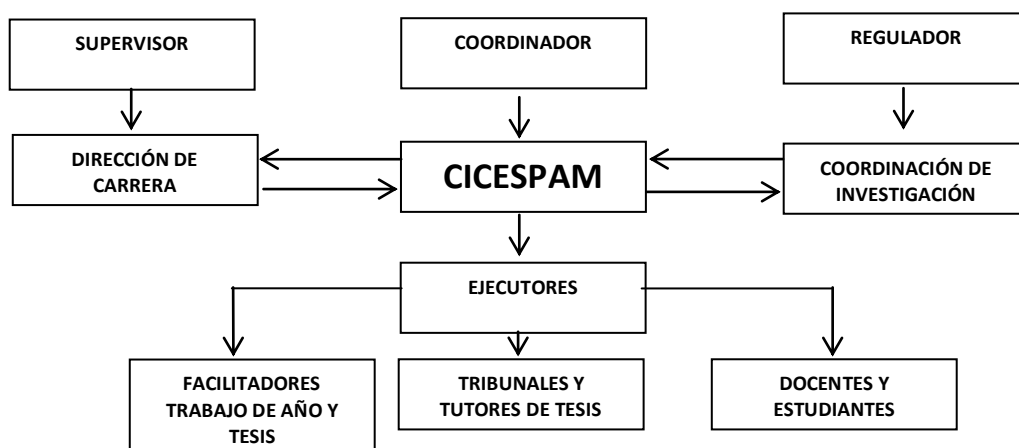 SUPERVISOR
COORDINADOR
REGULADOR
DIRECCIÓN DE
CARRERA
CICESPAM
COORDINACIÓN DE
INVESTIGACIÓN
EJECUTORES
FACILITADORES
TRABAJO DE AÑO Y
TESIS
TRIBUNALES Y
TUTORES DE TESIS
DOCENTES Y
ESTUDIANTES